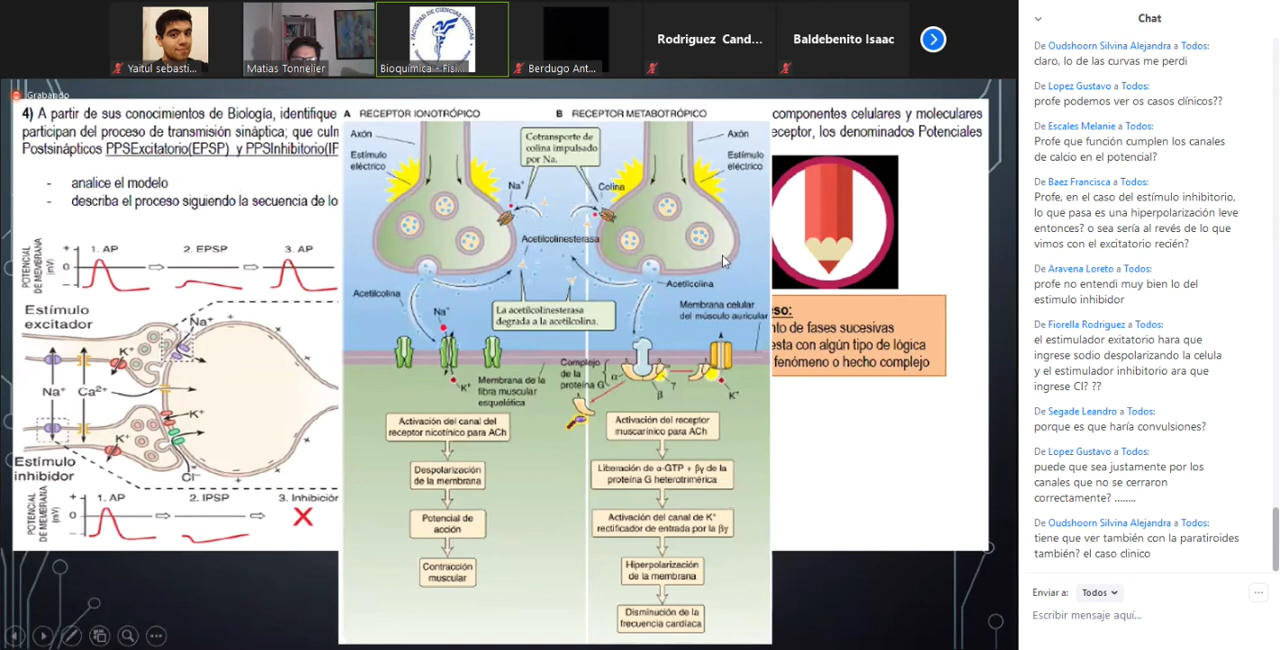 Yaitul sebasti...
Matias Tonnelier
FACULTAD DE CIENCIAS MEDICAS
Bioquímica - Fisi...
Berdugo Ant...
Rodriguez Cand...
Baldebenito Isaac
Grabando
4) A partir de sus conocimientos de Biología, identifique
participan del proceso de transmisión sináptica; que culm
Postsinápticos PPSExcitatorio(EPSP) y PPSInhibitorio(IP
- analice el modelo
- describa el proceso siguiendo la secuencia de lo
componentes celulares y moleculares
eceptor, los denominados Potenciales
POTENCIAL DE MEMBRANA (mV)
+
0
-
1. AP
2. EPSP
3. AP
Estímulo
excitador
Na⁺
K⁺
Na⁺
Ca²⁺
K⁺
K⁺
Estímulo
inhibidor
Cl⁻
POTENCIAL DE MEMBRANA (mV)
+
0
-
1. AP
2. IPSP
3. Inhibición
A RECEPTOR IONOTRÓPICO
B RECEPTOR METABOTRÓPICO
Axón
Estímulo
eléctrico
Cotransporte de
colina impulsado
por Na.
Axón
Estímulo
eléctrico
Na⁺
Colina
Acetilcolinesterasa
Acetilcolina
Acetilcolina
La acetilcolinesterasa
degrada a la acetilcolina.
Na⁺
Membrana celular
del músculo auricular
K⁺
Membrana de la
fibra muscular
esquelética
Complejo
de la
proteína G
α
β
γ
K⁺
Activación del canal del
receptor nicotínico para ACh
Despolarización
de la membrana
Potencial de
acción
Contracción
muscular
Activación del receptor
muscarínico para ACh
Liberación de α-GTP + βγ de la
proteína G heterotrimérica
Activación del canal de K⁺
rectificador de entrada por la βγ
Hiperpolarización
de la membrana
Disminución de la
frecuencia cardíaca
eso:
nto de fases sucesivas
esta con algún tipo de lógica
fenómeno o hecho complejo
Chat
De Oudshoorn Silvina Alejandra a Todos:
claro, lo de las curvas me perdi
De Lopez Gustavo a Todos:
profe podemos ver os casos clínicos??
De Escales Melanie a Todos:
Profe que función cumplen los canales
de calcio en el potencial?
De Baez Francisca a Todos:
Profe, en el caso del estímulo inhibitorio,
lo que pasa es una hiperpolarización leve
entonces? o sea sería al revés de lo que
vimos con el excitatorio recién?
De Aravena Loreto a Todos:
profe no entendi muy bien lo del
estimulo inhibidor
De Fiorella Rodriguez a Todos:
el estimulador exitatorio hara que
ingrese sodio despolarizando la celula
y el estimulador inhibitorio ara que
ingrese Cl? ??
De Segade Leandro a Todos:
porque es que haría convulsiones?
De Lopez Gustavo a Todos:
puede que sea justamente por los
canales que no se cerraron
correctamente? ........
De Oudshoorn Silvina Alejandra a Todos:
tiene que ver también con la paratiroides
también? el caso clinico
Enviar a: Todos
Escribir mensaje aquí...